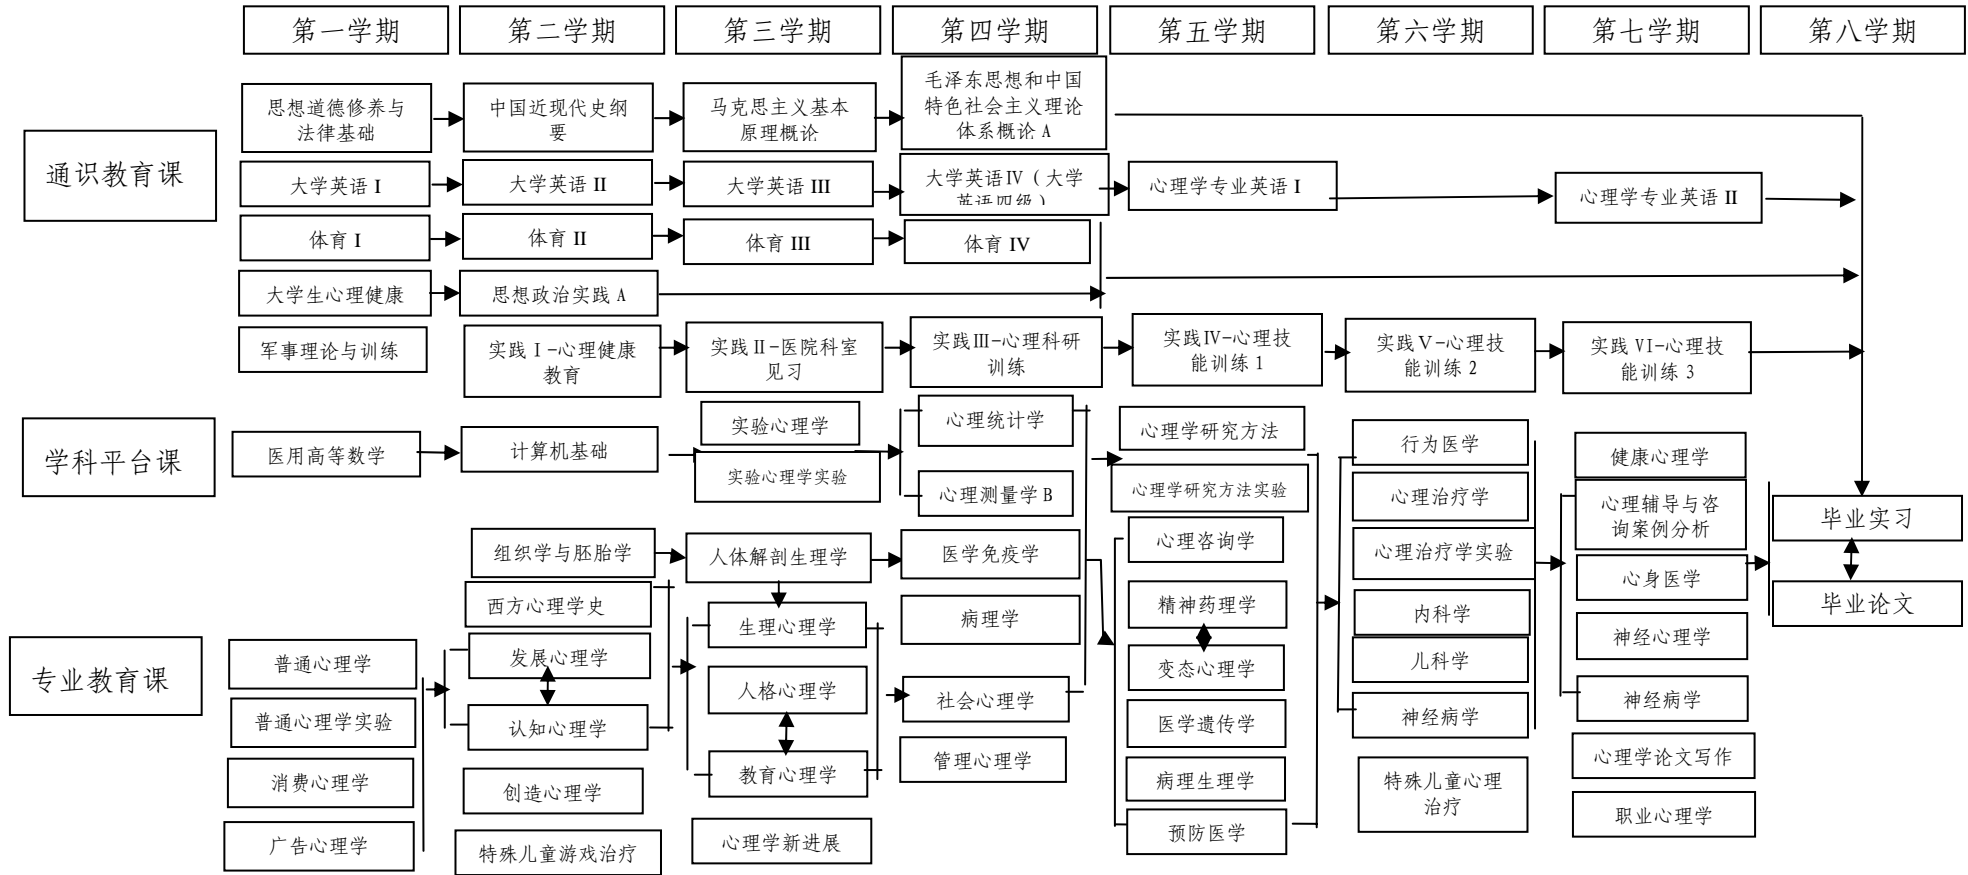 第一学期
第二学期
第三学期
第四学期
第五学期
第六学期
第七学期
第八学期
通识教育课
思想道德修养与
法律基础
中国近现代史纲
要
马克思主义基本
原理概论
毛泽东思想和中国
特色社会主义理论
体系概论 A
大学英语 I
大学英语 II
大学英语 III
大学英语 IV（大学
英语四级）
心理学专业英语 I
心理学专业英语 II
体育 I
体育 II
体育 III
体育 IV
大学生心理健康
思想政治实践 A
军事理论与训练
实践 Ⅰ-心理健康
教育
实践Ⅱ-医院科室
见习
实践Ⅲ-心理科研
训练
实践Ⅳ-心理技
能训练 1
实践Ⅴ-心理技
能训练 2
实践 VI-心理技
能训练 3
学科平台课
医用高等数学
计算机基础
实验心理学
实验心理学实验
心理统计学
心理测量学 B
心理学研究方法
心理学研究方法实验
行为医学
心理治疗学
心理治疗学实验
内科学
儿科学
神经病学
特殊儿童心理
治疗
健康心理学
心理辅导与咨
询案例分析
心身医学
神经心理学
神经病学
心理学论文写作
职业心理学
毕业实习
毕业论文
专业教育课
普通心理学
普通心理学实验
消费心理学
广告心理学
组织学与胚胎学
西方心理学史
发展心理学
认知心理学
创造心理学
特殊儿童游戏治疗
人体解剖生理学
生理心理学
人格心理学
教育心理学
心理学新进展
医学免疫学
病理学
社会心理学
管理心理学
心理咨询学
精神药理学
变态心理学
医学遗传学
病理生理学
预防医学